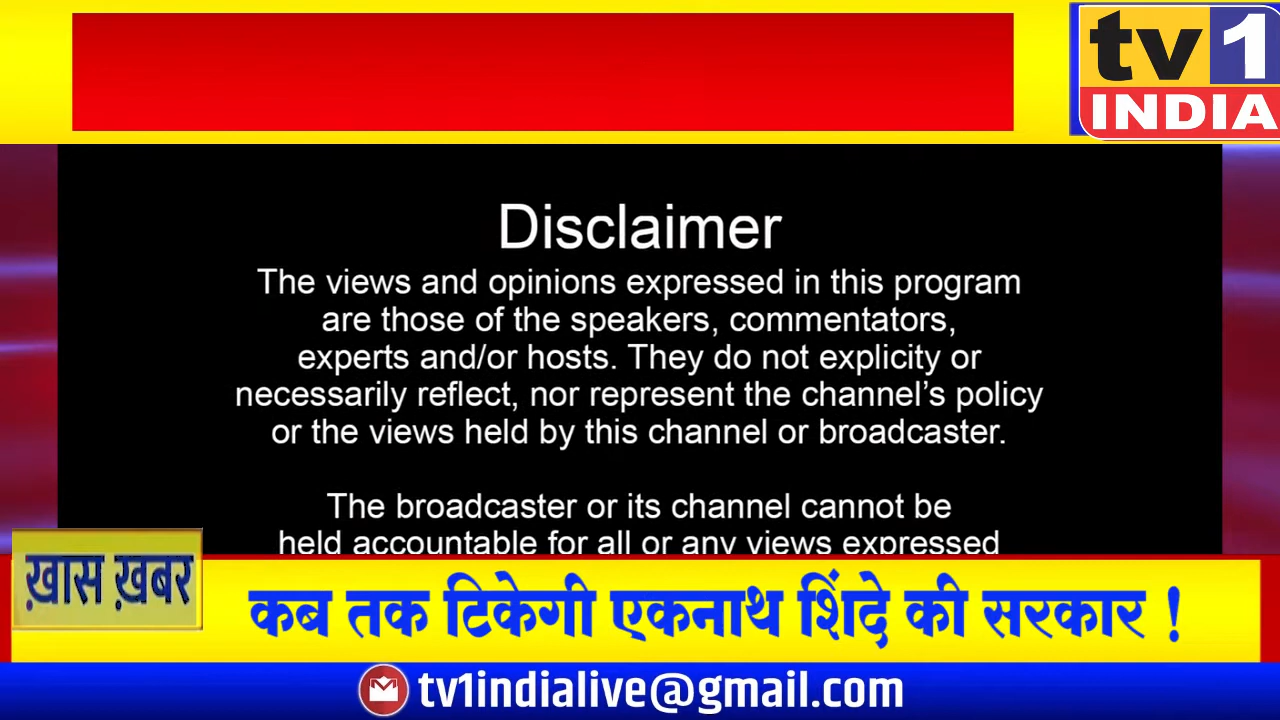 tv1
INDIA
Disclaimer
The views and opinions expressed in this program
are those of the speakers, commentators,
experts and/or hosts. They do not explicity or
necessarily reflect, nor represent the channel’s policy
or the views held by this channel or broadcaster.
The broadcaster or its channel cannot be
held accountable for all or any views expressed
ख़ास ख़बर
कब तक टिकेगी एकनाथ शिंदे की सरकार !
tv1indialive@gmail.com